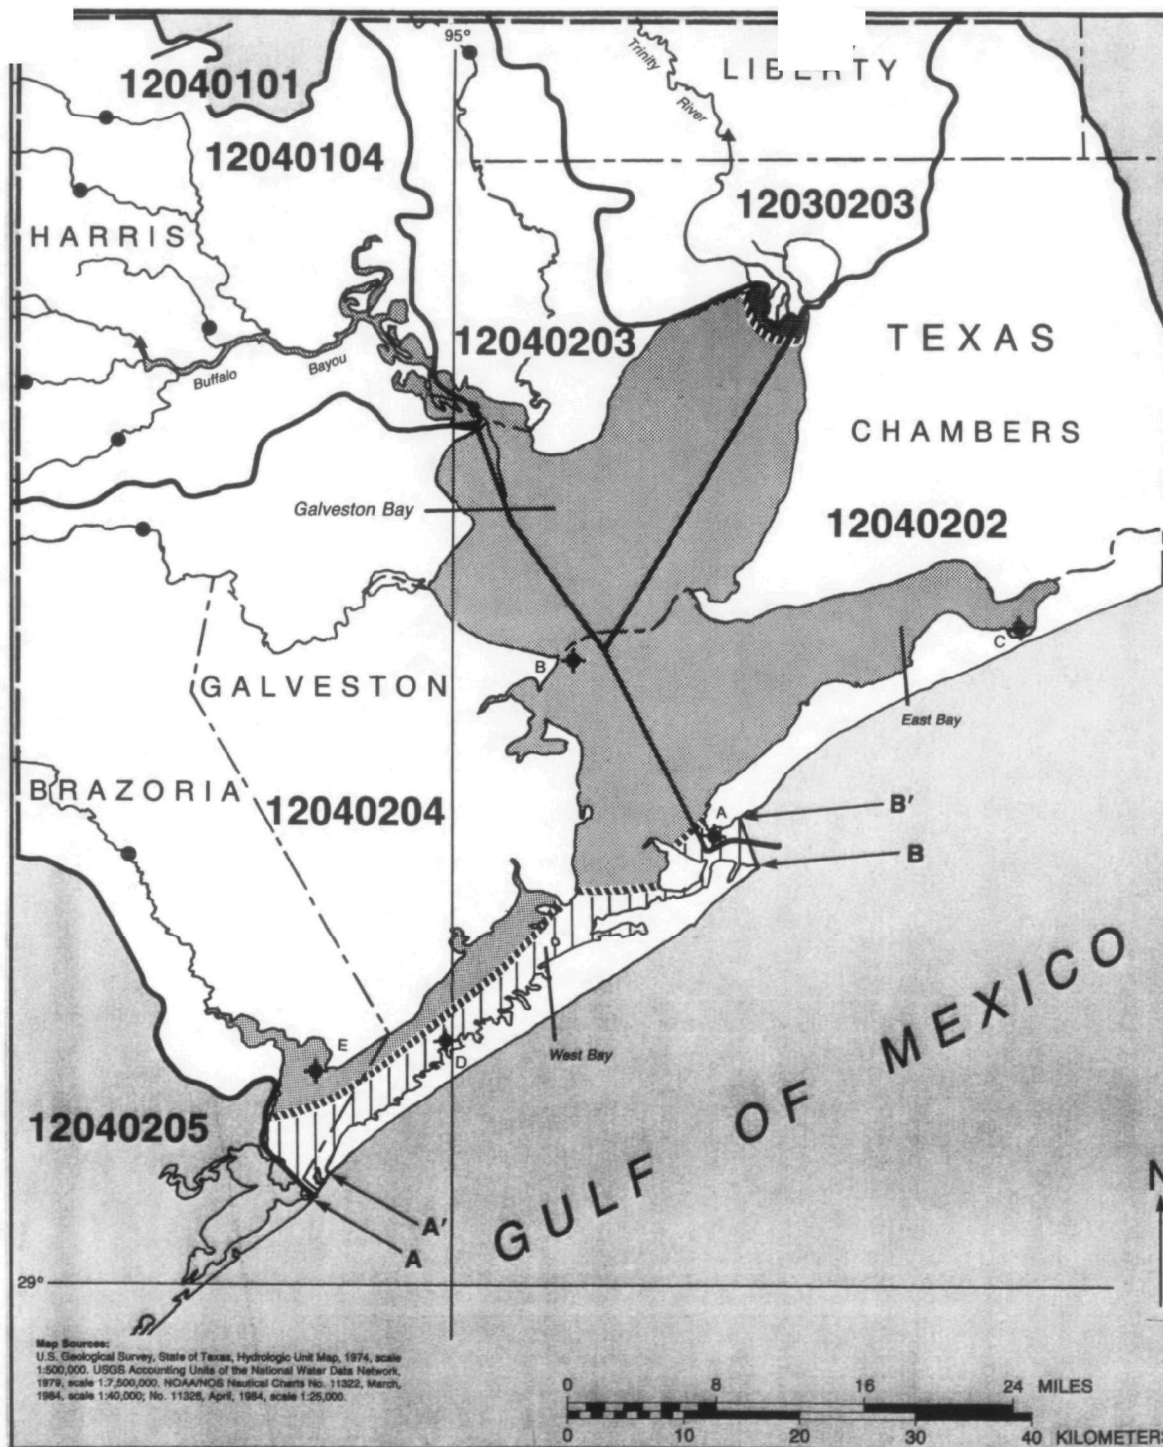 95°
12040101
LIBERTY
Trinity
River
12040104
12030203
HARRIS
12040203
TEXAS
Buffalo
Bayou
CHAMBERS
Galveston Bay
12040202
C
B
GALVESTON
East Bay
BRAZORIA
12040204
A
B'
B
GULF OF MEXICO
E
D
West Bay
12040205
N
A'
A
29°
Map Sources:
U.S. Geological Survey, State of Texas, Hydrologic Unit Map, 1974, scale
1:500,000. USGS Accounting Units of the National Water Data Network,
1979, scale 1:7,500,000. NOAA/NOS Nautical Charts No. 11322, March,
1984, scale 1:40,000; No. 11326, April, 1984, scale 1:25,000.
0 8 16 24 MILES
0 10 20 30 40 KILOMETERS